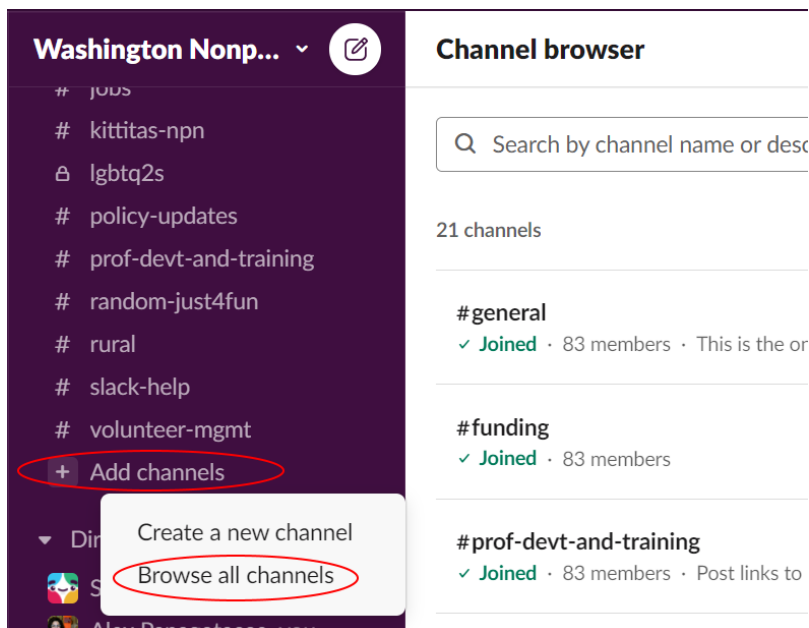 Washington Nonp...
# jobs
# kittitas-npn
lgbtq2s
# policy-updates
# prof-devt-and-training
# random-just4fun
# rural
# slack-help
# volunteer-mgmt
+ Add channels
Dir
S
Create a new channel
Browse all channels
Channel browser
Search by channel name or desc
21 channels
#general
✓ Joined · 83 members · This is the or
#funding
✓ Joined · 83 members
#prof-devt-and-training
✓ Joined · 83 members · Post links to